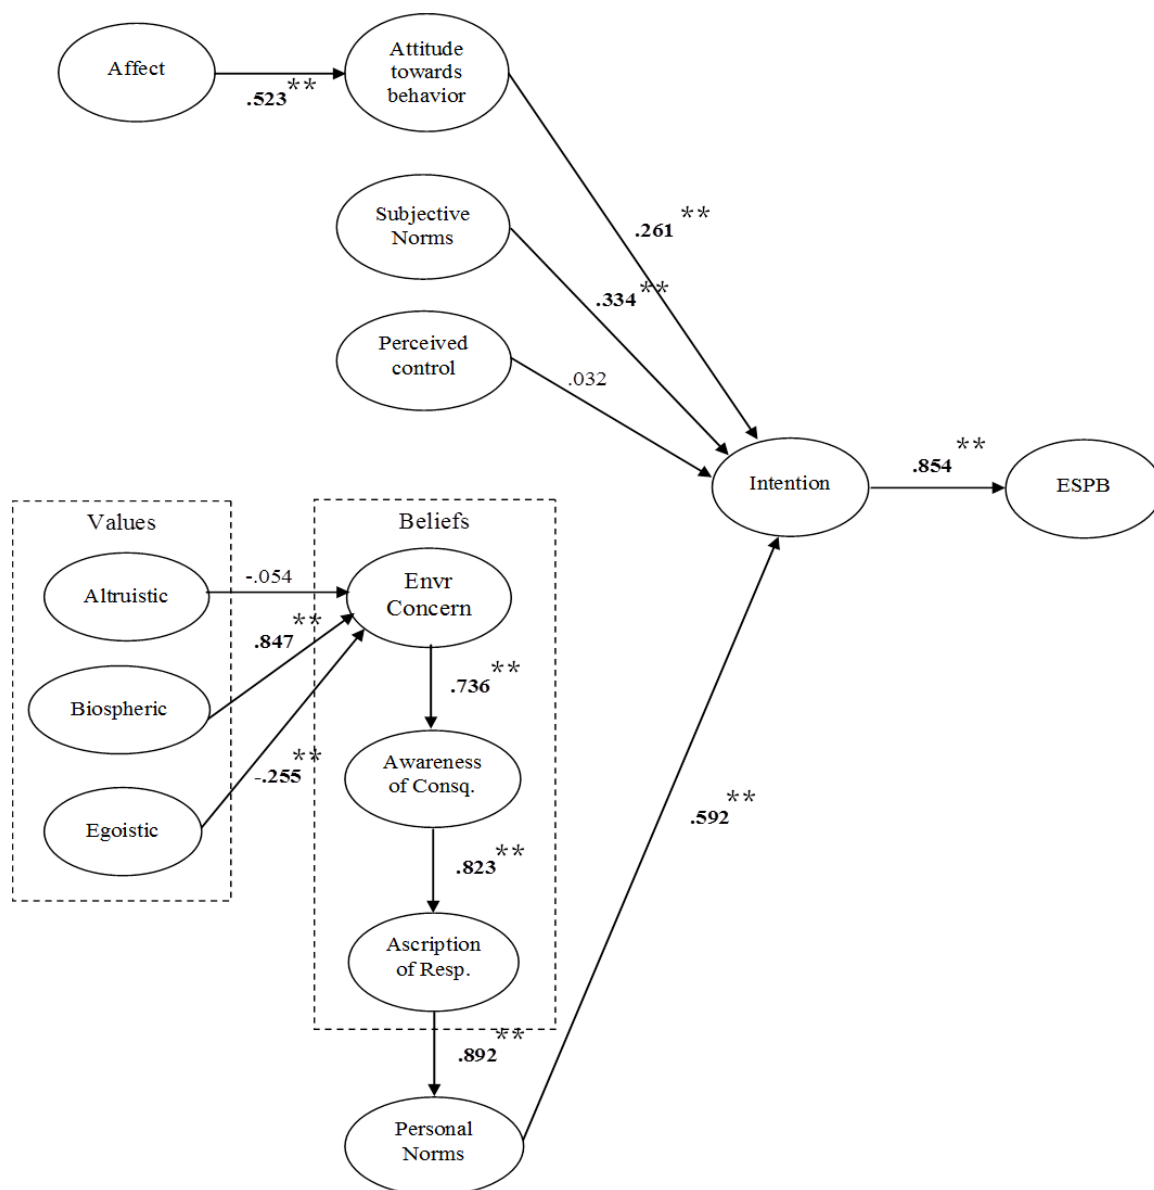 Affect
.523**
Attitude
towards
behavior
.261**
Subjective
Norms
.334**
Perceived
control
.032
Intention
.854**
ESPB
Values
Beliefs
Altruistic
-.054
Envr
Concern
.847**
Biospheric
.736**
-.255**
Awareness
of Consq.
Egoistic
.592**
.823**
Ascription
of Resp.
.892**
Personal
Norms